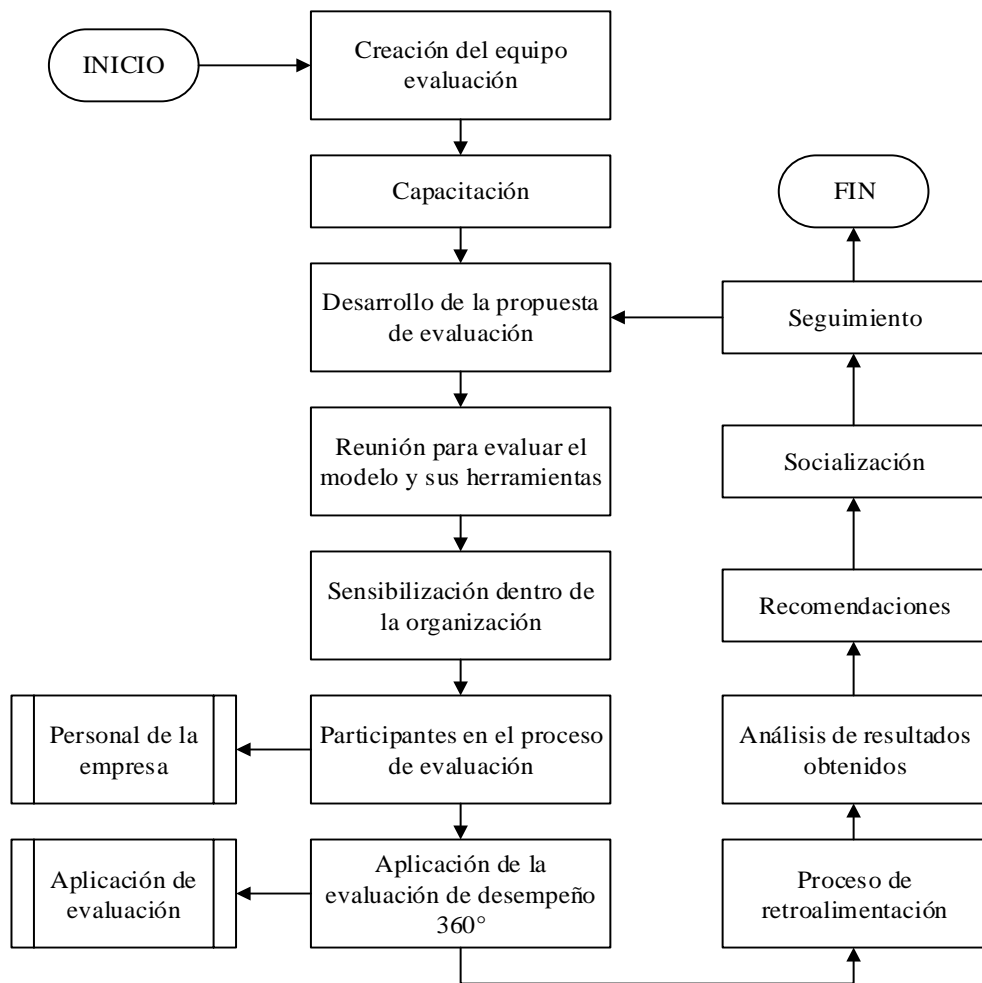 INICIO
Creación del equipo
evaluación
Capacitación
Desarrollo de la propuesta
de evaluación
Reunión para evaluar el
modelo y sus herramientas
Sensibilización dentro de
la organización
Participantes en el proceso
de evaluación
Personal de la
empresa
Aplicación de la
evaluación de desempeño
360°
Aplicación de
evaluación
Proceso de
retroalimentación
Análisis de resultados
obtenidos
Recomendaciones
Socialización
Seguimiento
FIN